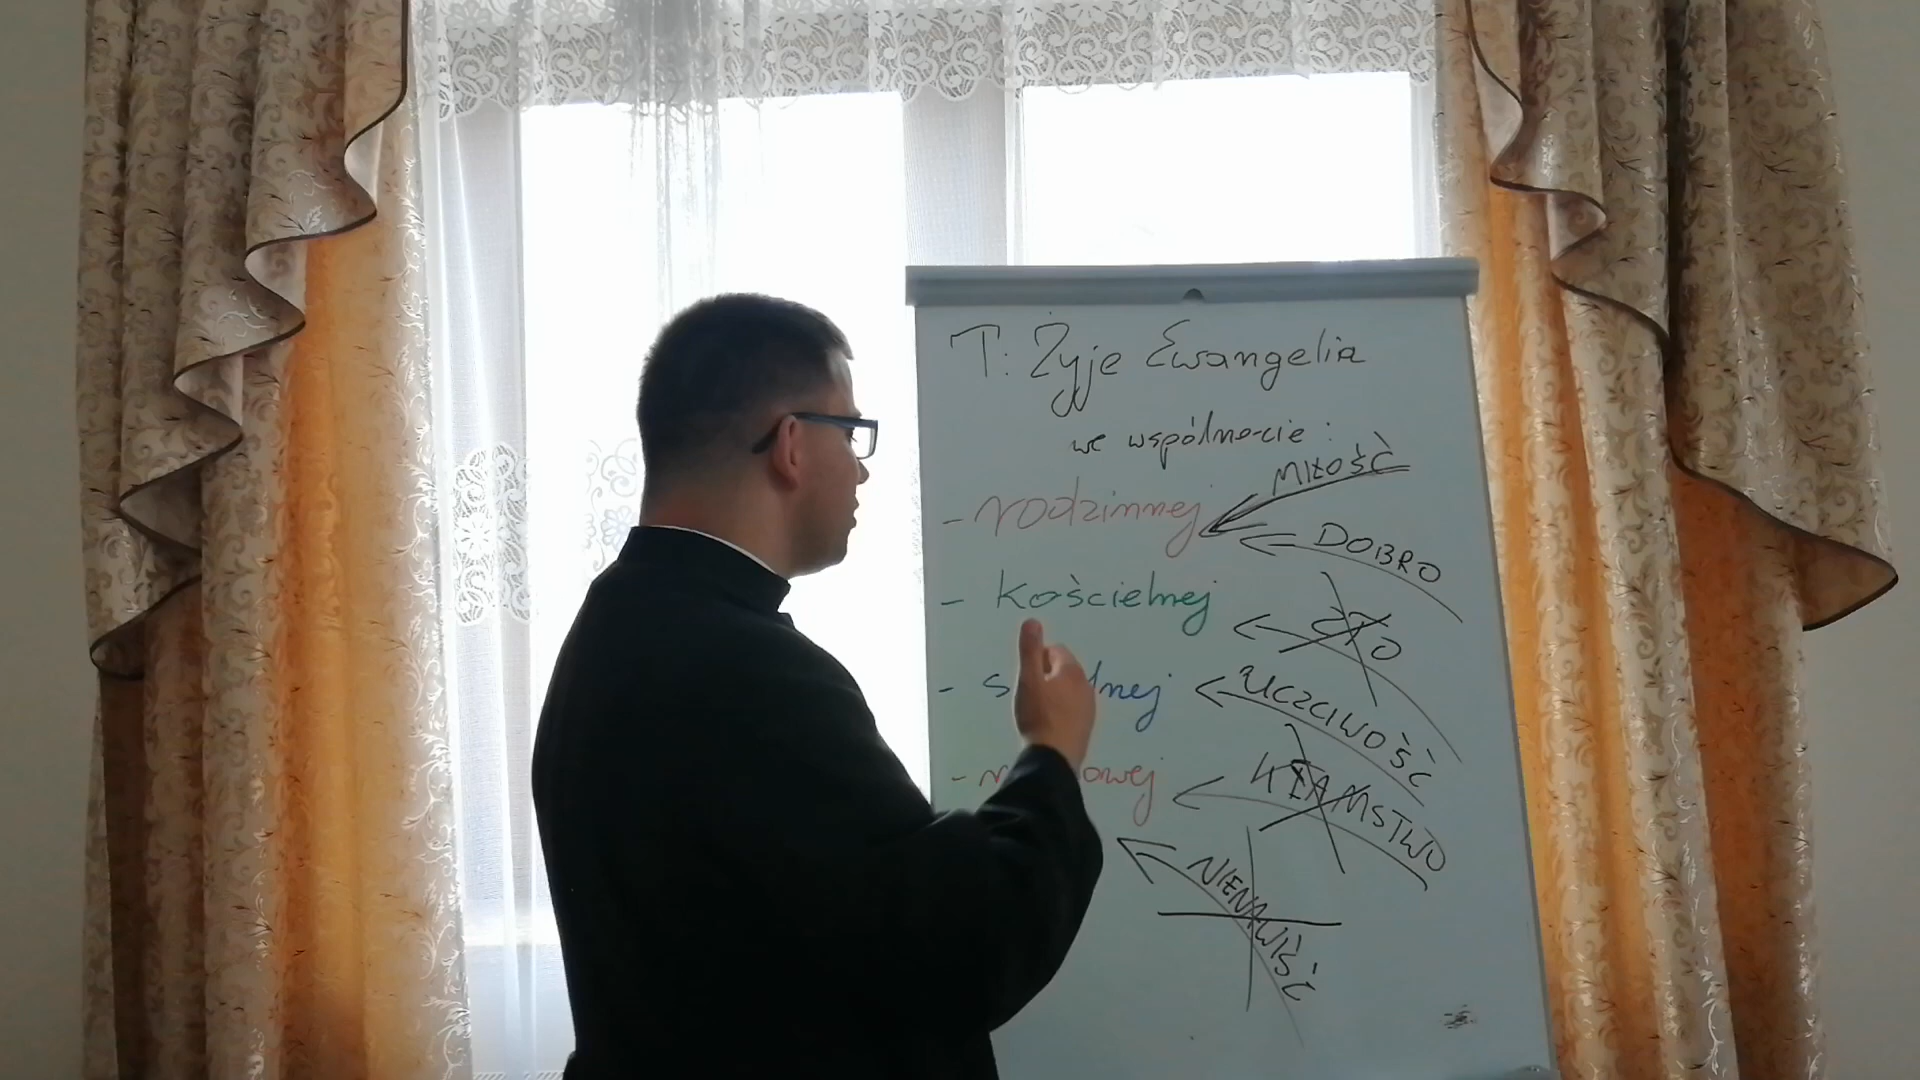 T: Żyje Ewangelia
we wspólnocie:
- rodzinnej
MIŁOŚĆ
DOBRO
- kościelnej
ZŁO
-
UCZCIWOŚĆ
-
KŁAMSTWO
NIENAWIŚĆ